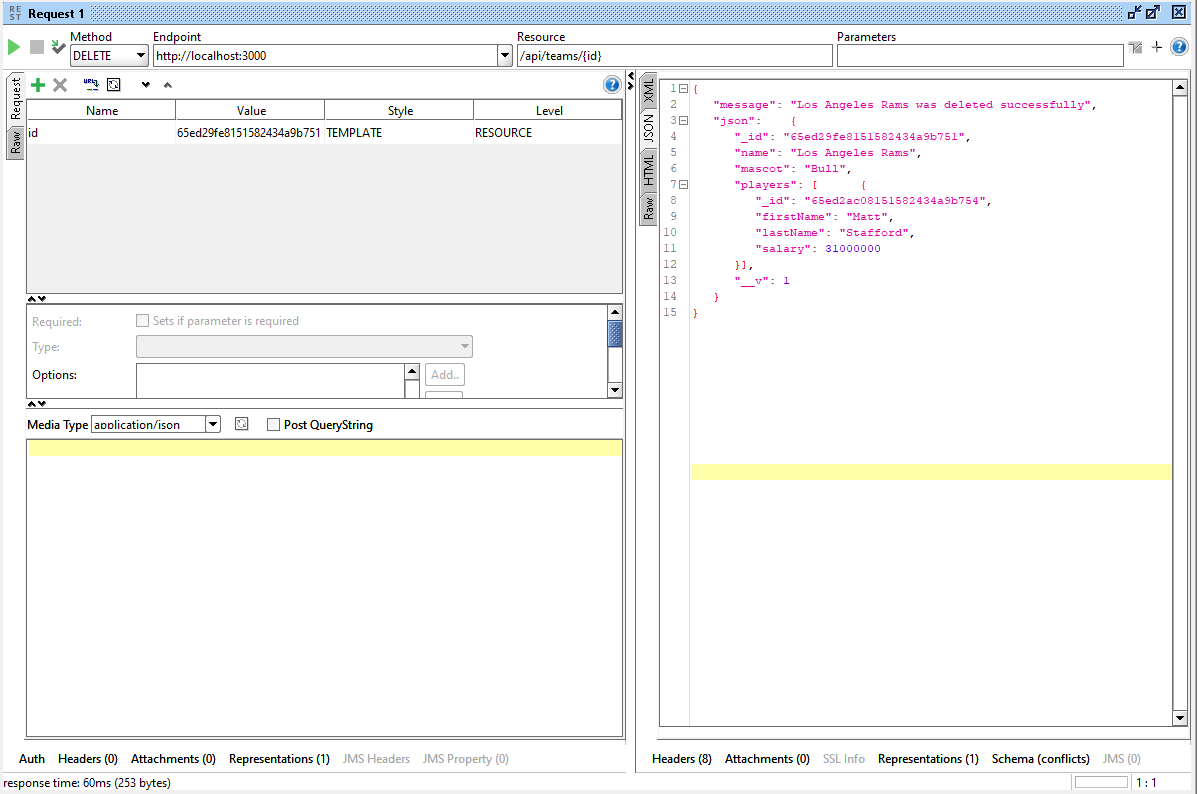 RE ST Request 1
Method Endpoint Resource Parameters
DELETE http://localhost:3000 /api/teams/{id}
Request
Raw
Name Value Style Level
id 65ed29fe8151582434a9b751 TEMPLATE RESOURCE
Required: Sets if parameter is required
Type:
Options: Add..
Media Type application/json Post QueryString
Auth Headers (0) Attachments (0) Representations (1) JMS Headers JMS Property (0)
XML
JSON
HTML
Raw
1 {
2 "message": "Los Angeles Rams was deleted successfully",
3 "json": {
4 "_id": "65ed29fe8151582434a9b751",
5 "name": "Los Angeles Rams",
6 "mascot": "Bull",
7 "players": [ {
8 "_id": "65ed2ac08151582434a9b754",
9 "firstName": "Matt",
10 "lastName": "Stafford",
11 "salary": 31000000
12 }],
13 "__v": 1
14 }
15 }
Headers (8) Attachments (0) SSL Info Representations (1) Schema (conflicts) JMS (0)
response time: 60ms (253 bytes) 1 : 1